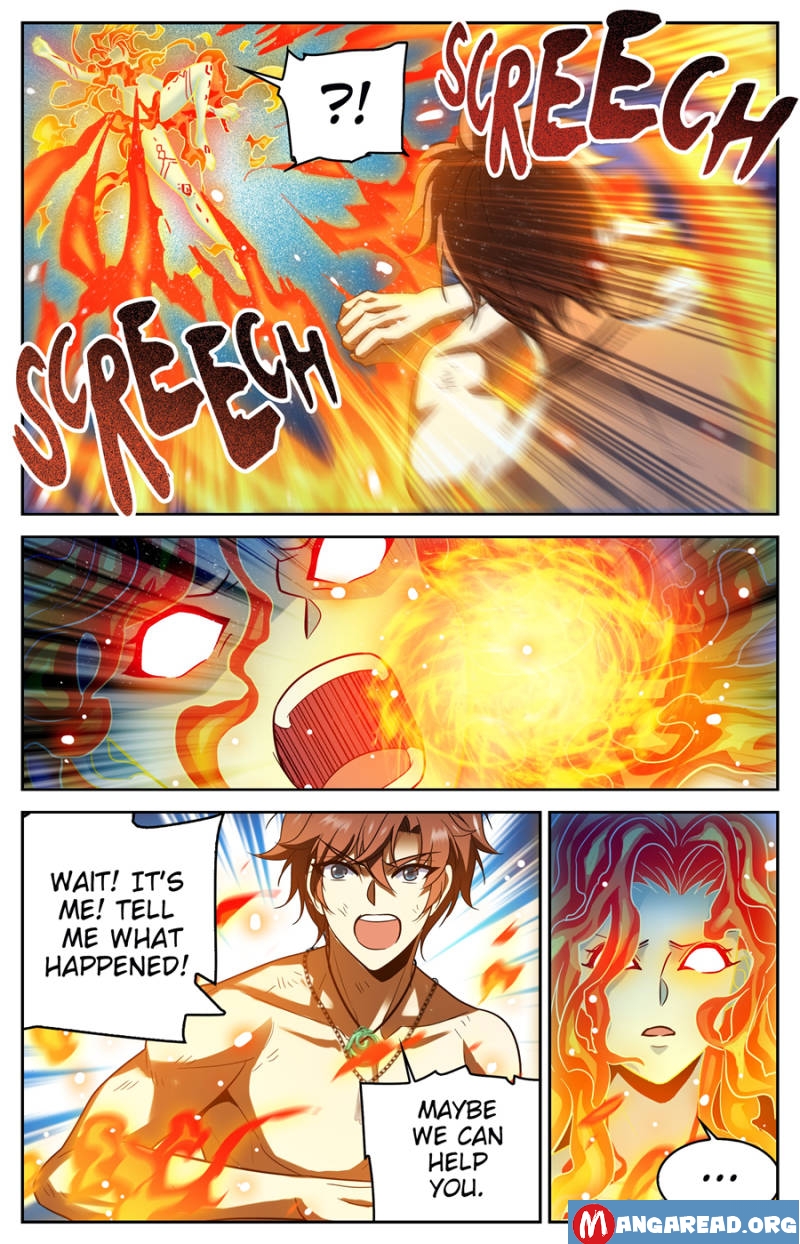 ?!
SCREECH
SCREECH
WAIT! IT'S
ME! TELL
ME WHAT
HAPPENED!
MAYBE
WE CAN
HELP
YOU.
...
MANGAREAD.ORG